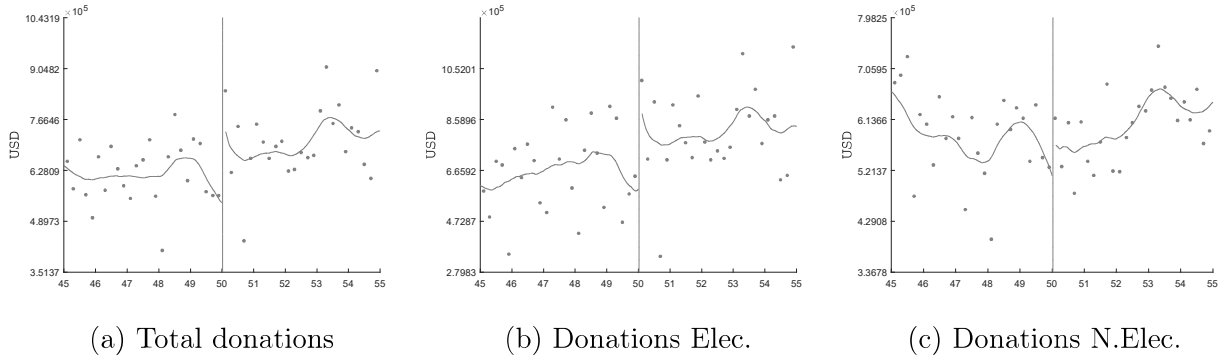 ×10⁵
10.4319
9.0482
7.6646
6.2809
4.8973
3.5137
USD
45 46 47 48 49 50 51 52 53 54 55
(a) Total donations
×10⁵
10.5201
8.5896
6.6592
4.7287
2.7983
USD
45 46 47 48 49 50 51 52 53 54 55
(b) Donations Elec.
×10⁵
7.9825
7.0595
6.1366
5.2137
4.2908
3.3678
USD
45 46 47 48 49 50 51 52 53 54 55
(c) Donations N.Elec.